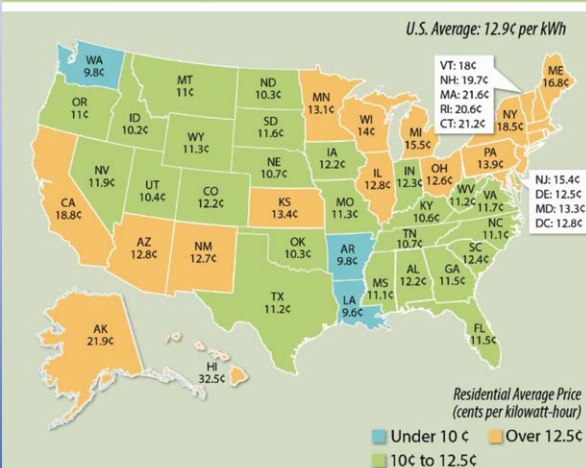 U.S. Average: 12.9¢ per kWh
WA
9.8¢
MT
11¢
ND
10.3¢
MN
13.1¢
VT: 18¢
NH: 19.7¢
MA: 21.6¢
RI: 20.6¢
CT: 21.2¢
ME
16.8¢
OR
11¢
ID
10.2¢
SD
11.6¢
WI
14¢
MI
15.5¢
NY
18.5¢
WY
11.3¢
NE
10.7¢
IA
12.2¢
PA
13.9¢
NV
11.9¢
UT
10.4¢
CO
12.2¢
IL
12.8¢
IN
12.3¢
OH
12.6¢
NJ: 15.4¢
DE: 12.5¢
MD: 13.3¢
DC: 12.8¢
CA
18.8¢
KS
13.4¢
MO
11.3¢
KY
10.6¢
WV
11.2¢
VA
11.7¢
AZ
12.8¢
NM
12.7¢
OK
10.3¢
AR
9.8¢
TN
10.7¢
NC
11.1¢
SC
12.4¢
TX
11.2¢
LA
9.6¢
MS
11.1¢
AL
12.2¢
GA
11.5¢
FL
11.5¢
AK
21.9¢
HI
32.5¢
Residential Average Price
(cents per kilowatt-hour)
Under 10 ¢
Over 12.5¢
10¢ to 12.5¢